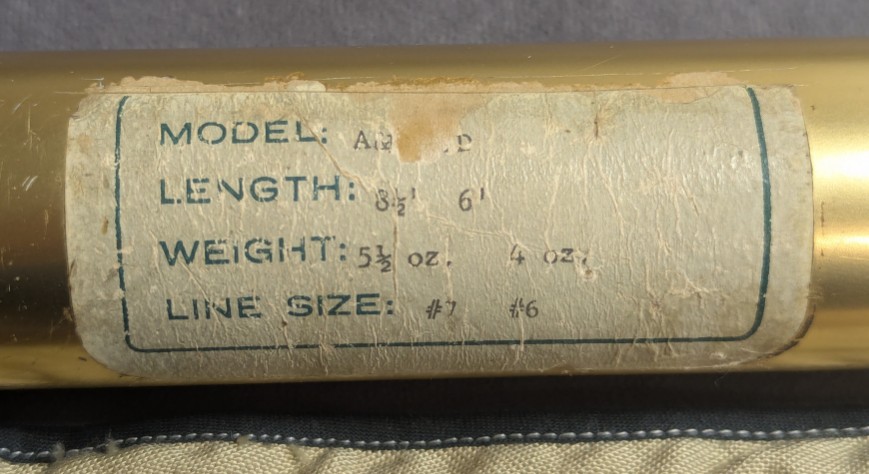 MODEL:
LENGTH: 8½' 6'
WEIGHT: 5½ oz. 4 oz.
LINE SIZE: #7 #6